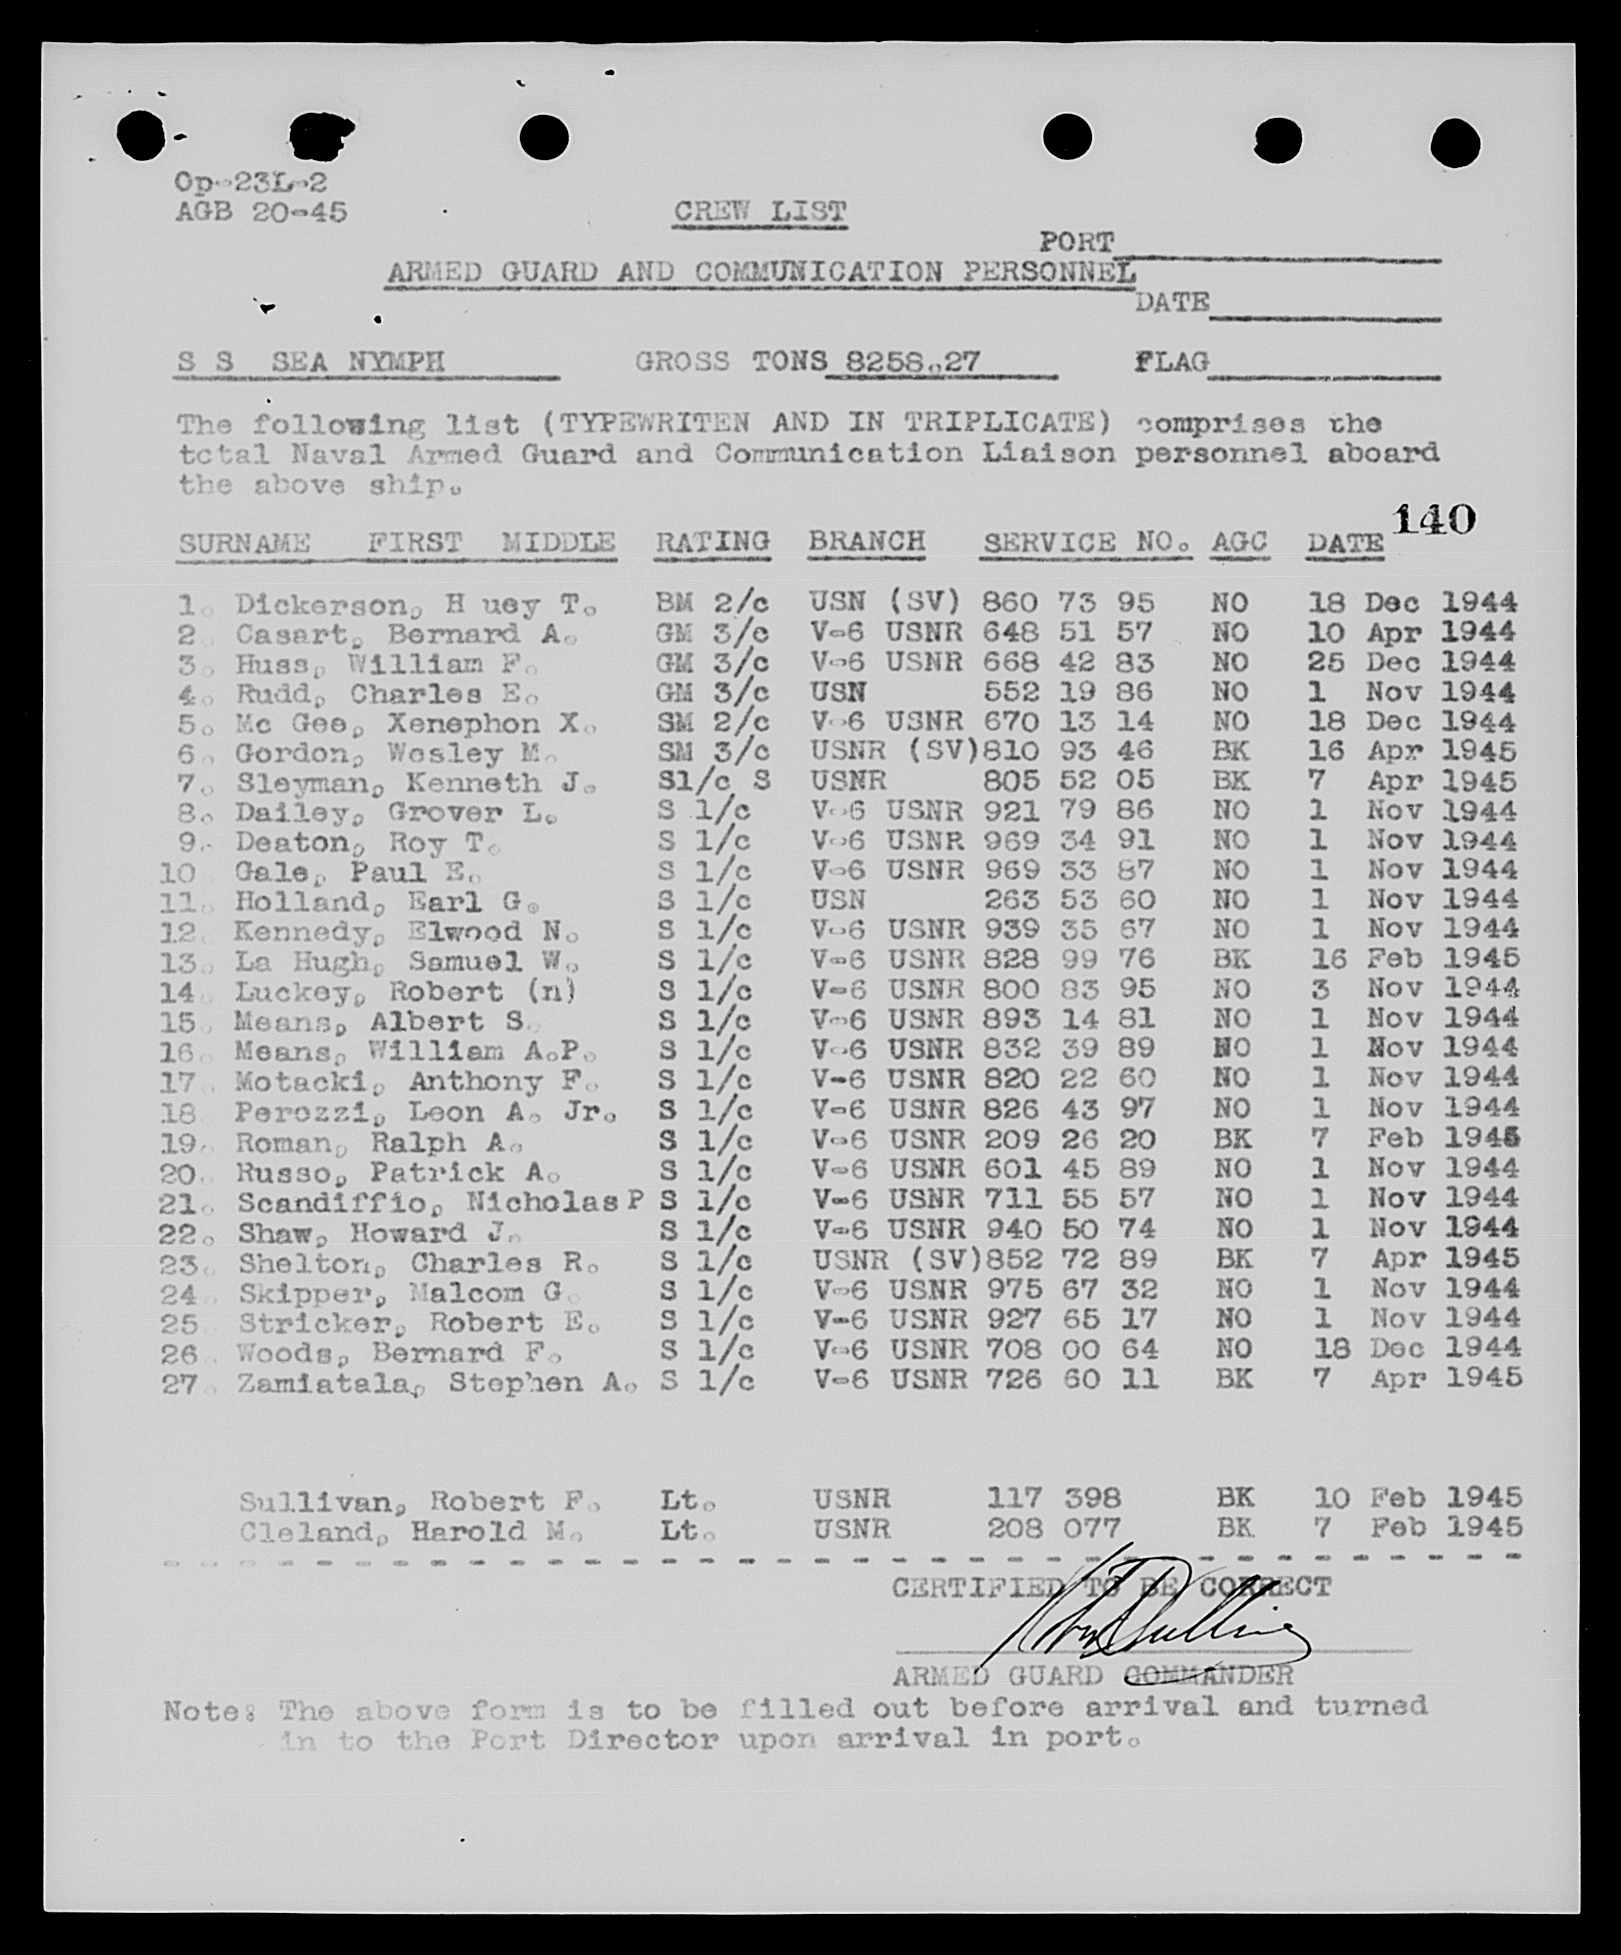 Op-23L-2
AGB 20-45
CREW LIST
PORT
ARMED GUARD AND COMMUNICATION PERSONNEL
DATE
S S SEA NYMPH GROSS TONS 8258.27 FLAG
The following list (TYPEWRITEN AND IN TRIPLICATE) comprises the
total Naval Armed Guard and Communication Liaison personnel aboard
the above ship.
140
SURNAME FIRST MIDDLE RATING BRANCH SERVICE NO. AGC DATE
1. Dickerson, H uey T. BM 2/c USN (SV) 860 73 95 NO 18 Dec 1944
2. Casart, Bernard A. GM 3/c V-6 USNR 648 51 57 NO 10 Apr 1944
3. Huss, William F. GM 3/c V-6 USNR 668 42 83 NO 25 Dec 1944
4. Rudd, Charles E. GM 3/c USN 552 19 86 NO 1 Nov 1944
5. Mc Gee, Xenephon X. SM 2/c V-6 USNR 670 13 14 NO 18 Dec 1944
6. Gordon, Wesley M. SM 3/c USNR (SV)810 93 46 BK 16 Apr 1945
7. Sleyman, Kenneth J. S1/c S USNR 805 52 05 BK 7 Apr 1945
8. Dailey, Grover L. S 1/c V-6 USNR 921 79 86 NO 1 Nov 1944
9. Deaton, Roy T. S 1/c V-6 USNR 969 34 91 NO 1 Nov 1944
10 Gale, Paul E. S 1/c V-6 USNR 969 33 87 NO 1 Nov 1944
11. Holland, Earl G. S 1/c USN 263 53 60 NO 1 Nov 1944
12. Kennedy, Elwood N. S 1/c V-6 USNR 939 35 67 NO 1 Nov 1944
13. La Hugh, Samuel W. S 1/c V-6 USNR 828 99 76 BK 16 Feb 1945
14. Luckey, Robert (n) S 1/c V-6 USNR 800 83 95 NO 3 Nov 1944
15. Means, Albert S. S 1/c V-6 USNR 893 14 81 NO 1 Nov 1944
16. Means, William A.P. S 1/c V-6 USNR 832 39 89 NO 1 Nov 1944
17. Motacki, Anthony F. S 1/c V-6 USNR 820 22 60 NO 1 Nov 1944
18. Perozzi, Leon A. Jr. S 1/c V-6 USNR 826 43 97 NO 1 Nov 1944
19. Roman, Ralph A. S 1/c V-6 USNR 209 26 20 BK 7 Feb 1945
20. Russo, Patrick A. S 1/c V-6 USNR 601 45 89 NO 1 Nov 1944
21. Scandiffio, Nicholas P S 1/c V-6 USNR 711 55 57 NO 1 Nov 1944
22. Shaw, Howard J. S 1/c V-6 USNR 940 50 74 NO 1 Nov 1944
23. Shelton, Charles R. S 1/c USNR (SV)852 72 89 BK 7 Apr 1945
24. Skipper, Malcom G. S 1/c V-6 USNR 975 67 32 NO 1 Nov 1944
25. Stricker, Robert E. S 1/c V-6 USNR 927 65 17 NO 1 Nov 1944
26. Woods, Bernard F. S 1/c V-6 USNR 708 00 64 NO 18 Dec 1944
27. Zamiatala, Stephen A. S 1/c V-6 USNR 726 60 11 BK 7 Apr 1945
Sullivan, Robert F. Lt. USNR 117 398 BK 10 Feb 1945
Cleland, Harold M. Lt. USNR 208 077 BK 7 Feb 1945
CERTIFIED TO BE CORRECT
ARMED GUARD COMMANDER
Note: The above form is to be filled out before arrival and turned
in to the Port Director upon arrival in port.